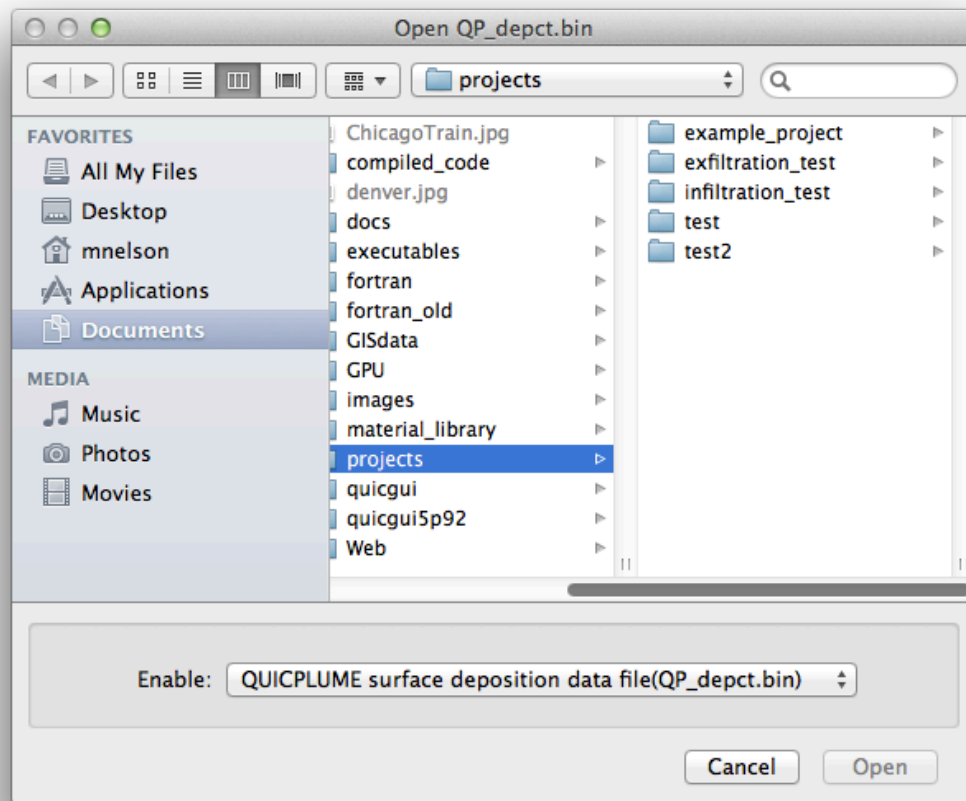 Open QP_depct.bin
projects
FAVORITES
All My Files
Desktop
mnelson
Applications
Documents
MEDIA
Music
Photos
Movies
ChicagoTrain.jpg
compiled_code
denver.jpg
docs
executables
fortran
fortran_old
GISdata
GPU
images
material_library
projects
quicgui
quicgui5p92
Web
example_project
exfiltration_test
infiltration_test
test
test2
Enable: QUICPLUME surface deposition data file(QP_depct.bin)
Cancel Open